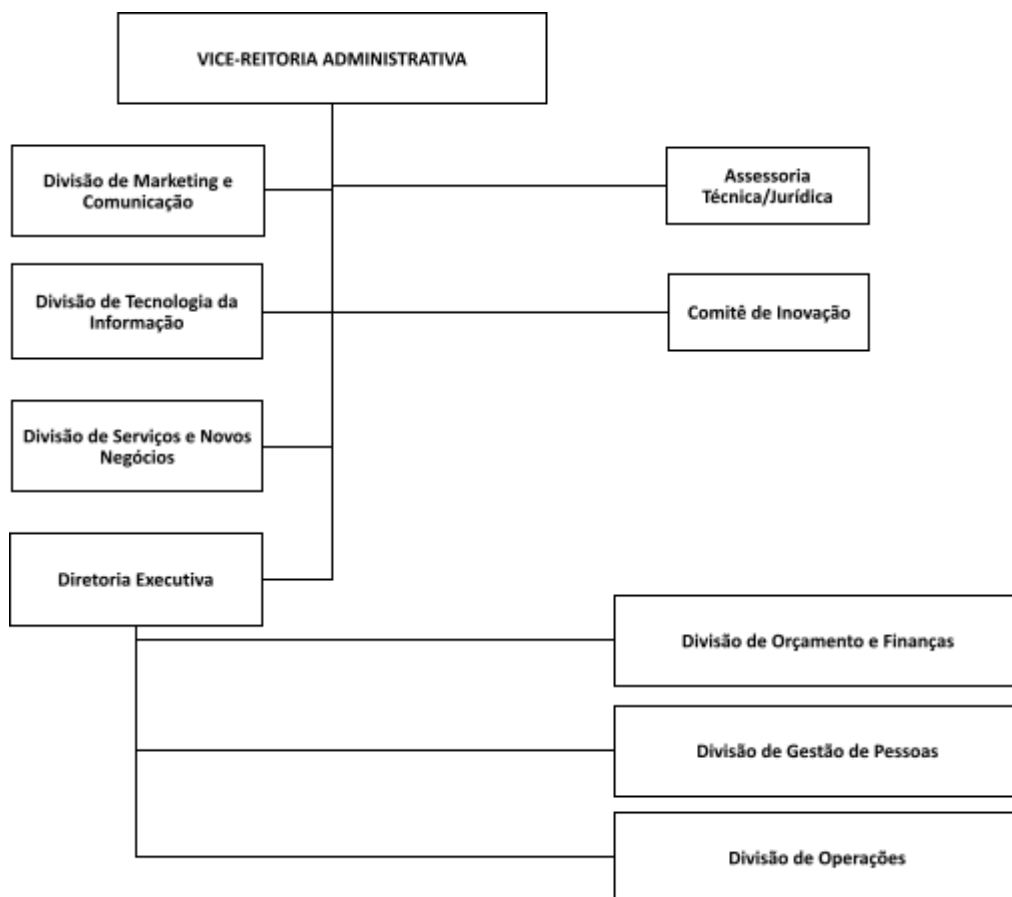 VICE-REITORIA ADMINISTRATIVA
Divisão de Marketing e
Comunicação
Assessoria
Técnica/Jurídica
Divisão de Tecnologia da
Informação
Comitê de Inovação
Divisão de Serviços e Novos
Negócios
Diretoria Executiva
Divisão de Orçamento e Finanças
Divisão de Gestão de Pessoas
Divisão de Operações